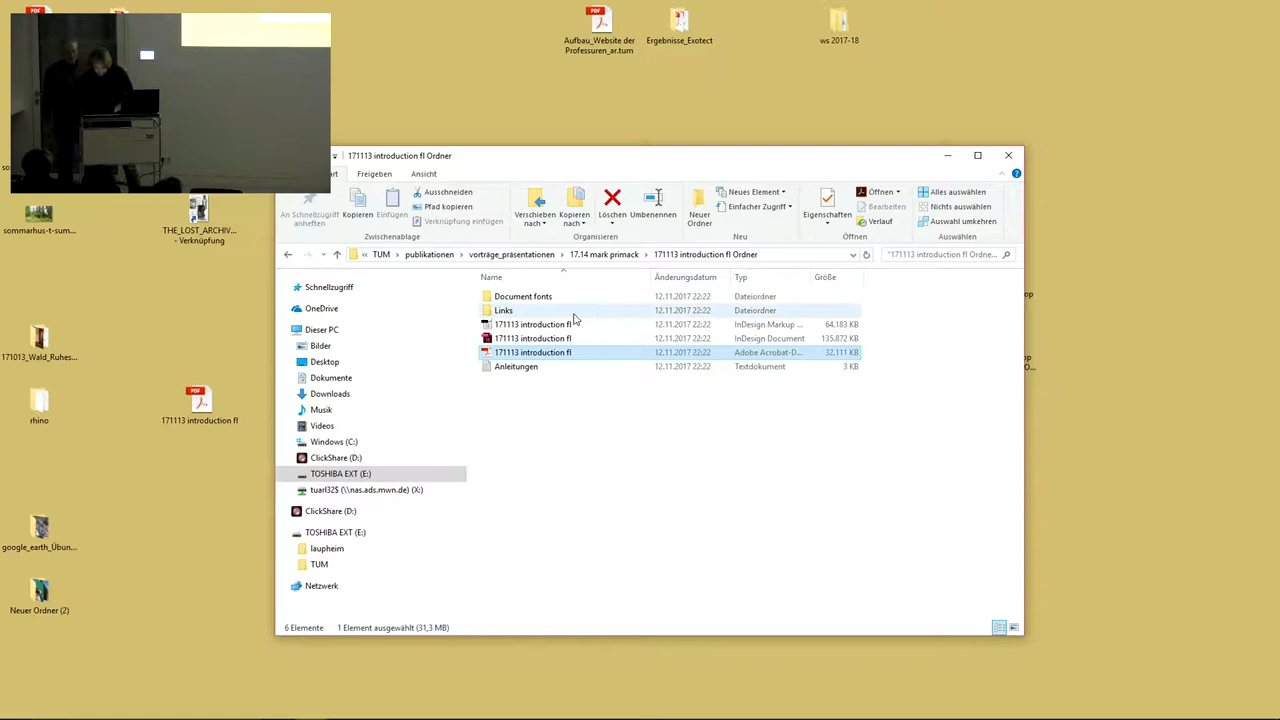 Aufbau_Website der
Professuren_ar.tum
Ergebnisse_Exotect
ws 2017-18
sommarhus-t-sum...
THE_LOST_ARCHIV...
- Verknüpfung
171013_Wald_Ruhes...
rhino
171113 introduction fl
google_earth_Übun...
Neuer Ordner (2)
171113 introduction fl Ordner
Freigeben
Ansicht
An Schnellzugriff
anheften
Kopieren
Einfügen
Ausschneiden
Pfad kopieren
Verknüpfung einfügen
Zwischenablage
Verschieben
nach
Kopieren
nach
Löschen
Umbenennen
Organisieren
Neuer
Ordner
Neues Element
Einfacher Zugriff
Neu
Eigenschaften
Öffnen
Bearbeiten
Verlauf
Öffnen
Alles auswählen
Nichts auswählen
Auswahl umkehren
Auswählen
« TUM › publikationen › vorträge_präsentationen › 17.14 mark primack › 171113 introduction fl Ordner
"171113 introduction fl Ordne...
Name Änderungsdatum Typ Größe
Document fonts 12.11.2017 22:22 Dateiordner
Links 12.11.2017 22:22 Dateiordner
171113 introduction fl 12.11.2017 22:22 InDesign Markup ... 64.183 KB
171113 introduction fl 12.11.2017 22:22 InDesign Document 135.872 KB
171113 introduction fl 12.11.2017 22:22 Adobe Acrobat-D... 32.111 KB
Anleitungen 12.11.2017 22:22 Textdokument 3 KB
Schnellzugriff
OneDrive
Dieser PC
Bilder
Desktop
Dokumente
Downloads
Musik
Videos
Windows (C:)
ClickShare (D:)
TOSHIBA EXT (E:)
tuarl32$ (\\nas.ads.mwn.de) (X:)
ClickShare (D:)
TOSHIBA EXT (E:)
laupheim
TUM
Netzwerk
6 Elemente 1 Element ausgewählt (31,3 MB)